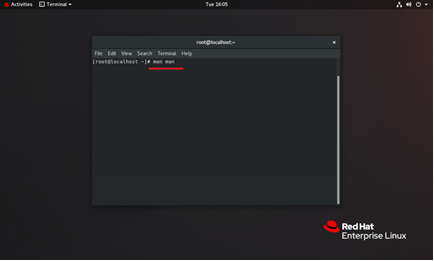 Activities Terminal Tue 16:05
root@localhost:~ ×
File Edit View Search Terminal Help
[root@localhost ~]# man man
Red Hat
Enterprise Linux